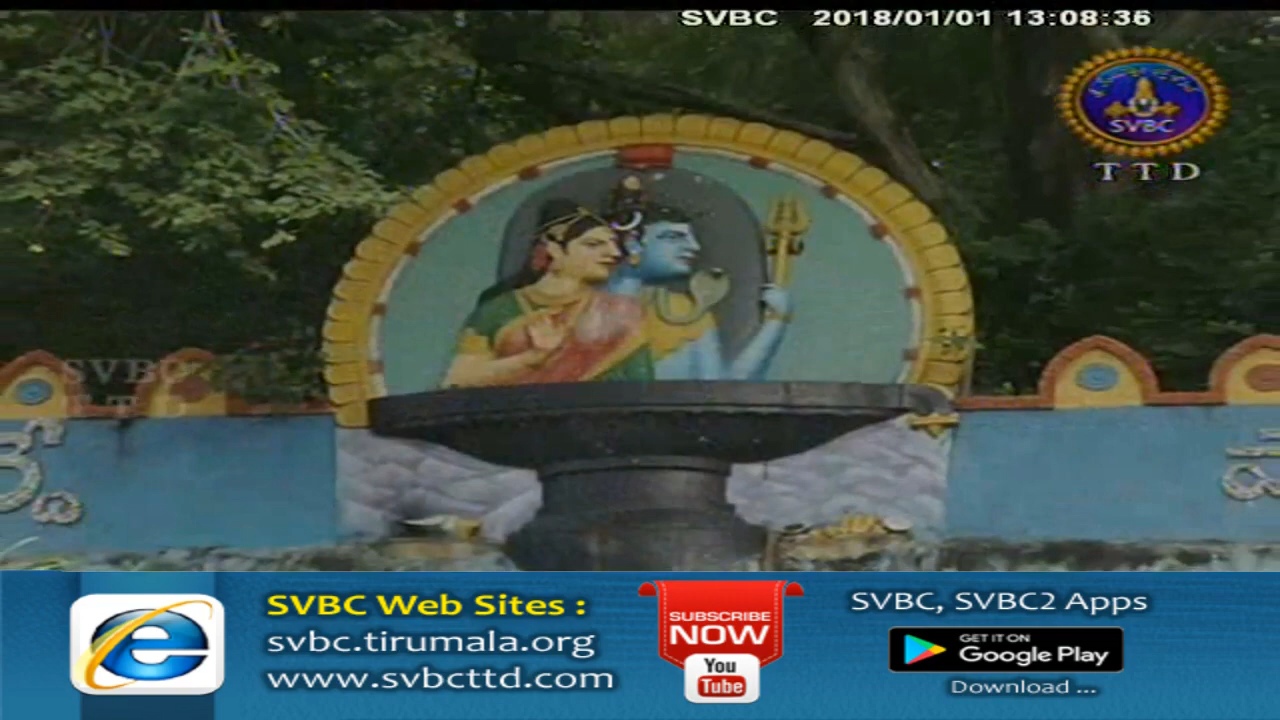 SVBC 2018/01/01 13:08:36
SVBC
T T D
SVBC
T T D
SVBC Web Sites :
svbc.tirumala.org
www.svbcttd.com
SUBSCRIBE
NOW
You
Tube
SVBC, SVBC2 Apps
GET IT ON
Google Play
Download ...